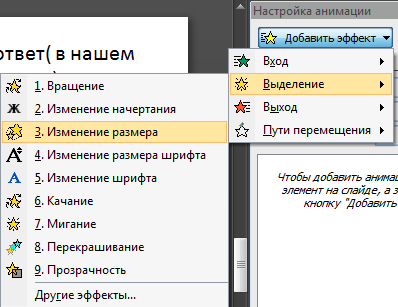 Настройка анимации
Добавить эффект
ответ( в нашем
Вход
Выделение
Выход
Пути перемещения
1. Вращение
2. Изменение начертания
3. Изменение размера
4. Изменение размера шрифта
5. Изменение шрифта
6. Качание
7. Мигание
8. Перекрашивание
9. Прозрачность
Другие эффекты...
Чтобы добавить анимац
элемент на слайде, а з
кнопку "Добавить